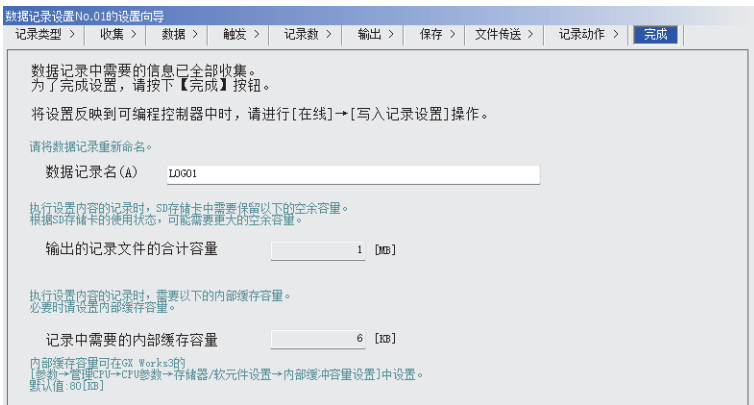 数据记录设置No.01的设置向导
记录类型 > 收集 > 数据 > 触发 > 记录数 > 输出 > 保存 > 文件传送 > 记录动作 > 完成
数据记录中需要的信息已全部收集。
为了完成设置，请按下【完成】按钮。
将设置反映到可编程控制器中时，请进行[在线]→[写入记录设置]操作。
请将数据记录重新命名。
数据记录名(A) LOG01
执行设置内容的记录时，SD存储卡中需要保留以下的空余容量。
根据SD存储卡的使用状态，可能需要更大的空余容量。
输出的记录文件的合计容量 1 [MB]
执行设置内容的记录时，需要以下的内部缓存容量。
必要时请设置内部缓存容量。
记录中需要的内部缓存容量 6 [KB]
内部缓存容量可在GX Works3的
[参数→管理CPU→CPU参数→存储器/软元件设置→内部缓冲容量设置]中设置。
默认值:80[KB]